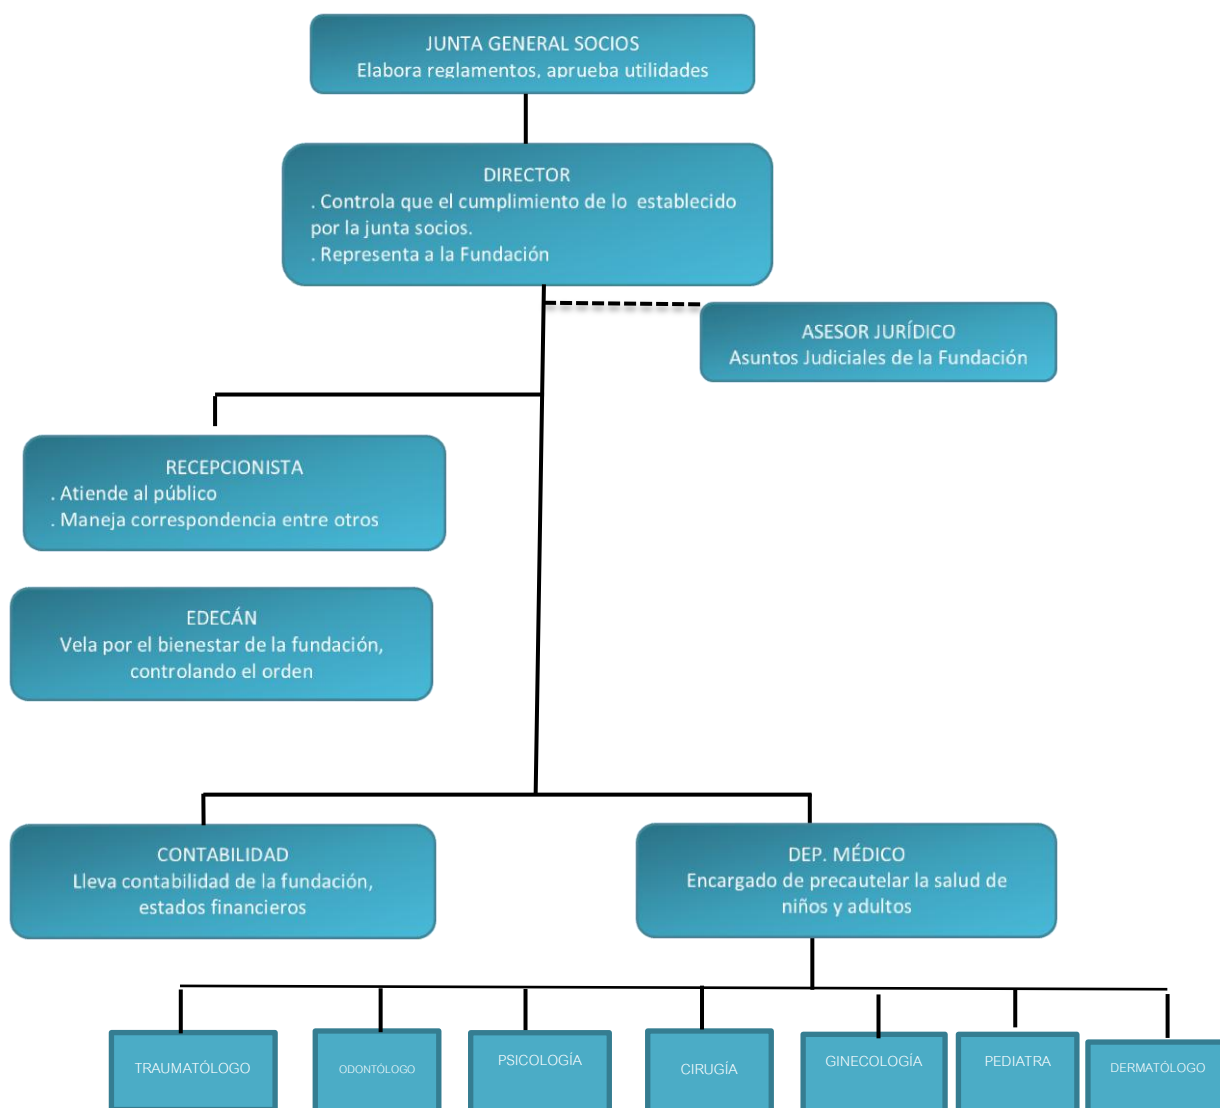 JUNTA GENERAL SOCIOS
Elabora reglamentos, aprueba utilidades
DIRECTOR
. Controla que el cumplimiento de lo establecido
por la junta socios.
. Representa a la Fundación
ASESOR JURÍDICO
Asuntos Judiciales de la Fundación
RECEPCIONISTA
. Atiende al público
. Maneja correspondencia entre otros
EDECÁN
Vela por el bienestar de la fundación,
controlando el orden
CONTABILIDAD
Lleva contabilidad de la fundación,
estados financieros
DEP. MÉDICO
Encargado de precautelar la salud de
niños y adultos
TRAUMATÓLOGO
ODONTÓLOGO
PSICOLOGÍA
CIRUGÍA
GINECOLOGÍA
PEDIATRA
DERMATÓLOGO